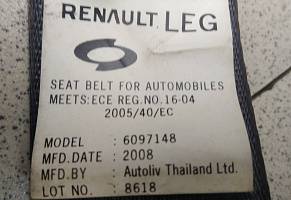 RENAULT LEG
SEAT BELT FOR AUTOMOBILES
MEETS:ECE REG.NO.16-04
2005/40/EC
MODEL : 6097148
MFD.DATE : 2008
MFD.BY : Autoliv Thailand Ltd.
LOT NO. : 8618